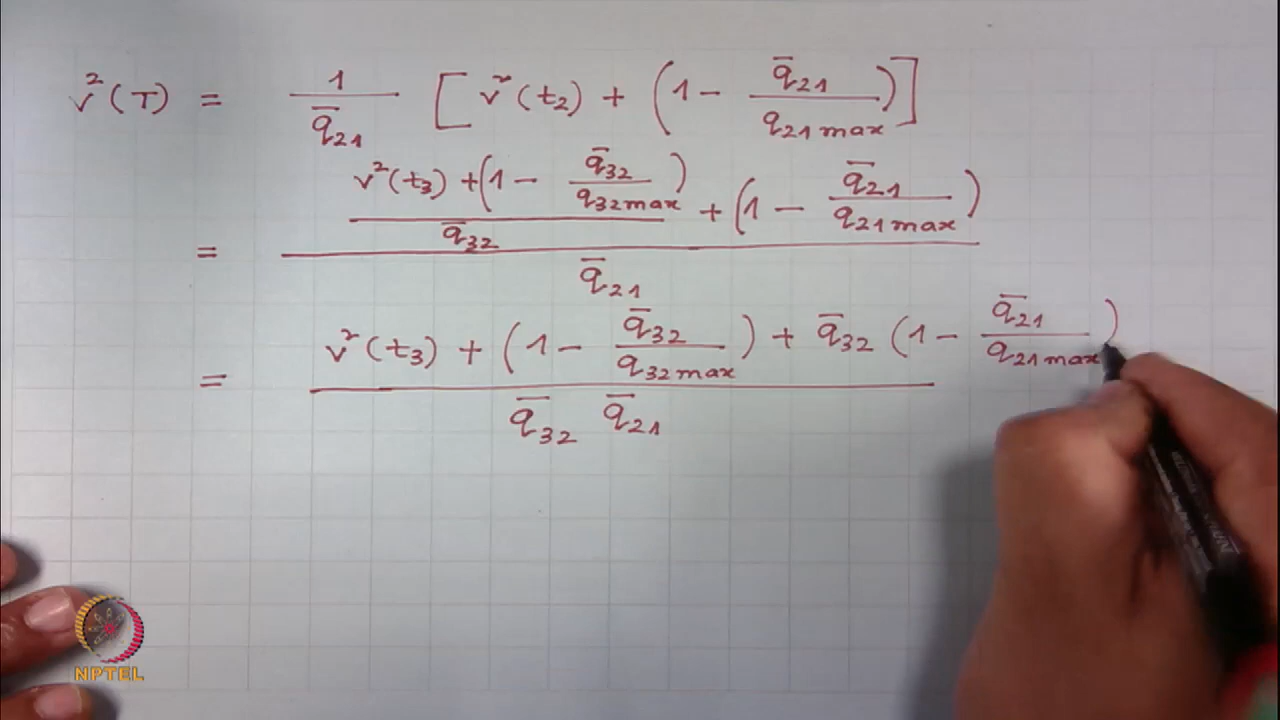 v²(T) = 1 / q̄₂₁ [ v²(t₂) + (1 − q̄₂₁ / q₂₁max) ]
= ( ( v²(t₃) + (1 − q̄₃₂ / q₃₂max) ) / q̄₃₂ + (1 − q̄₂₁ / q₂₁max) ) / q̄₂₁
= ( v²(t₃) + (1 − q̄₃₂ / q₃₂max) + q̄₃₂ (1 − q̄₂₁ / q₂₁max) ) / q̄₃₂ q̄₂₁
NPTEL